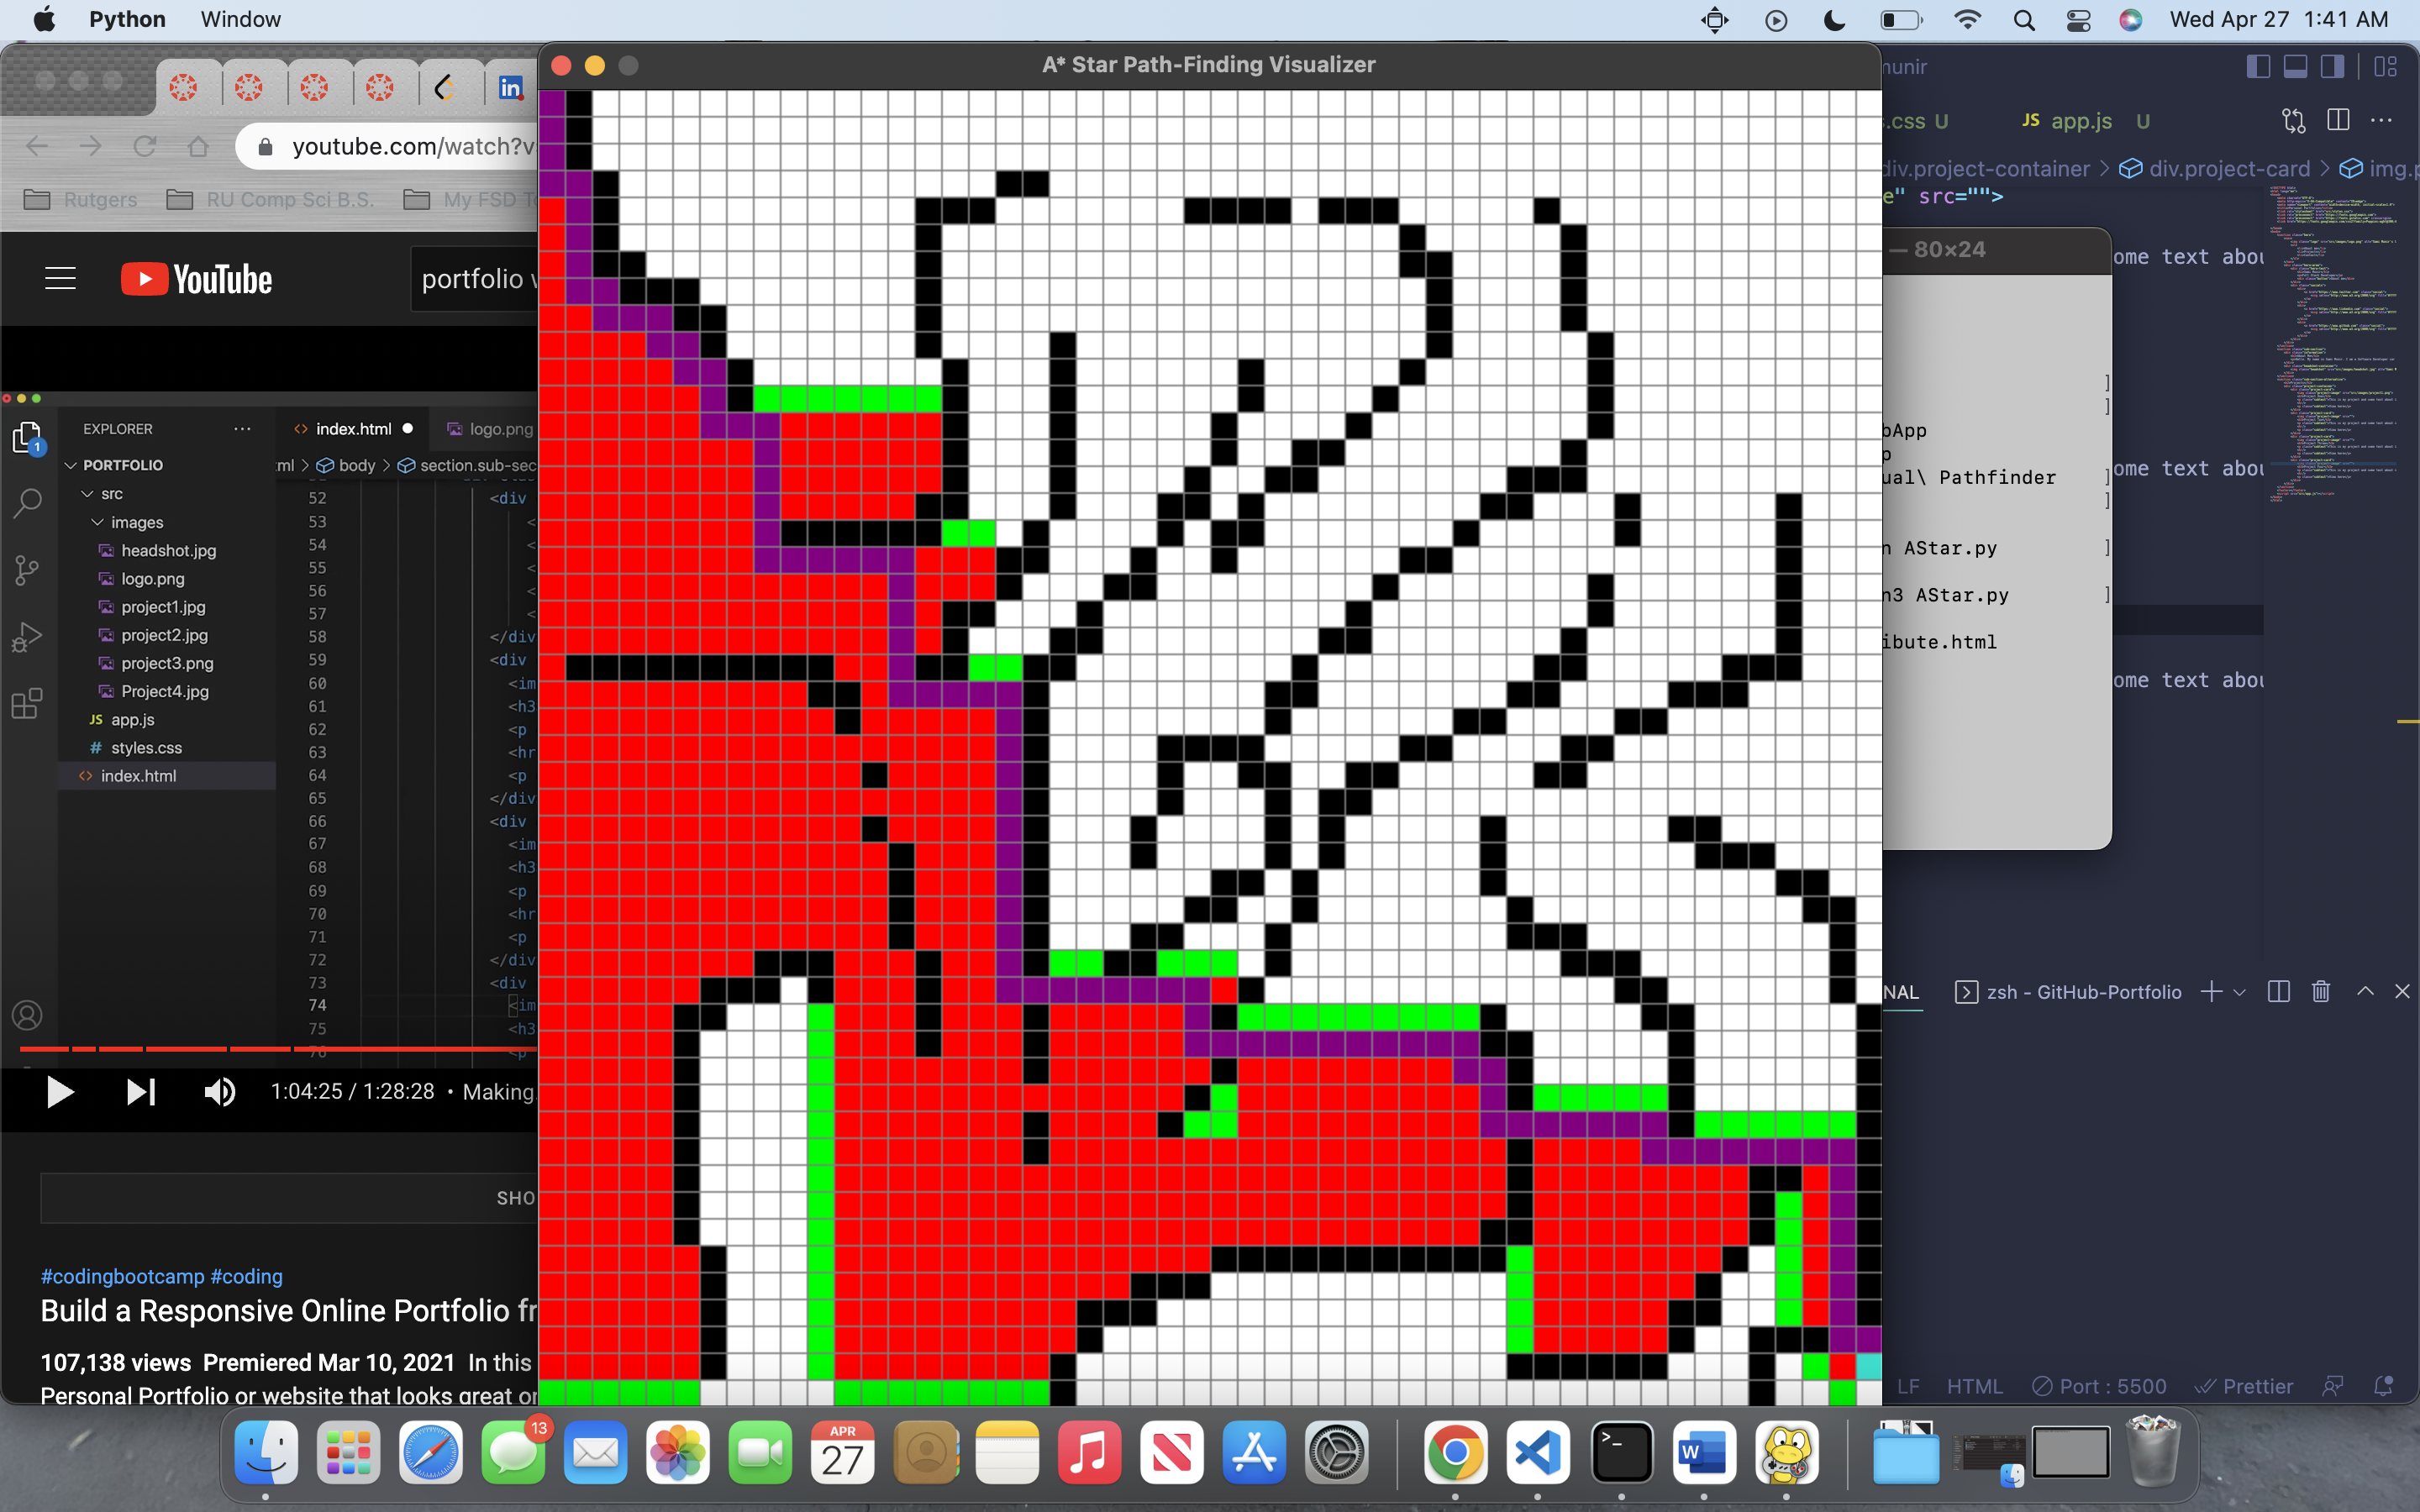 Python Window
Wed Apr 27 1:41 AM
A* Star Path-Finding Visualizer
youtube.com/watch?v
Rutgers RU Comp Sci B.S.
YouTube
portfolio
EXPLORER
PORTFOLIO
src
images
headshot.jpg
logo.png
project1.jpg
project2.jpg
project3.png
Project4.jpg
JS app.js
# styles.css
<> index.html
1
<> index.html
logo.png
body > section.sub-sec
52 <div
53 <
54 <
55 <
56 <
57 <
58 </div
59 <div
60 <im
61 <h3
62 <p
63 <hr
64 <p
65 </div
66 <div
67 <im
68 <h3
69 <p
70 <hr
71 <p
72 </div
73 <div
74 <im
75 <h3
76 <p
1:04:25 / 1:28:28 • Making
SHO
#codingbootcamp #coding
Build a Responsive Online Portfolio fr
107,138 views Premiered Mar 10, 2021 In this
Personal Portfolio or website that looks great o
munir
.css U
JS app.js U
div.project-container > div.project-card > img.p
e" src="">
— 80×24
ome text abou
bApp
p
ual\ Pathfinder ]
ome text abou
n AStar.py ]
n3 AStar.py ]
ibute.html
ome text abou
NAL
zsh - GitHub-Portfolio
LF HTML Port : 5500 Prettier
13
APR
27